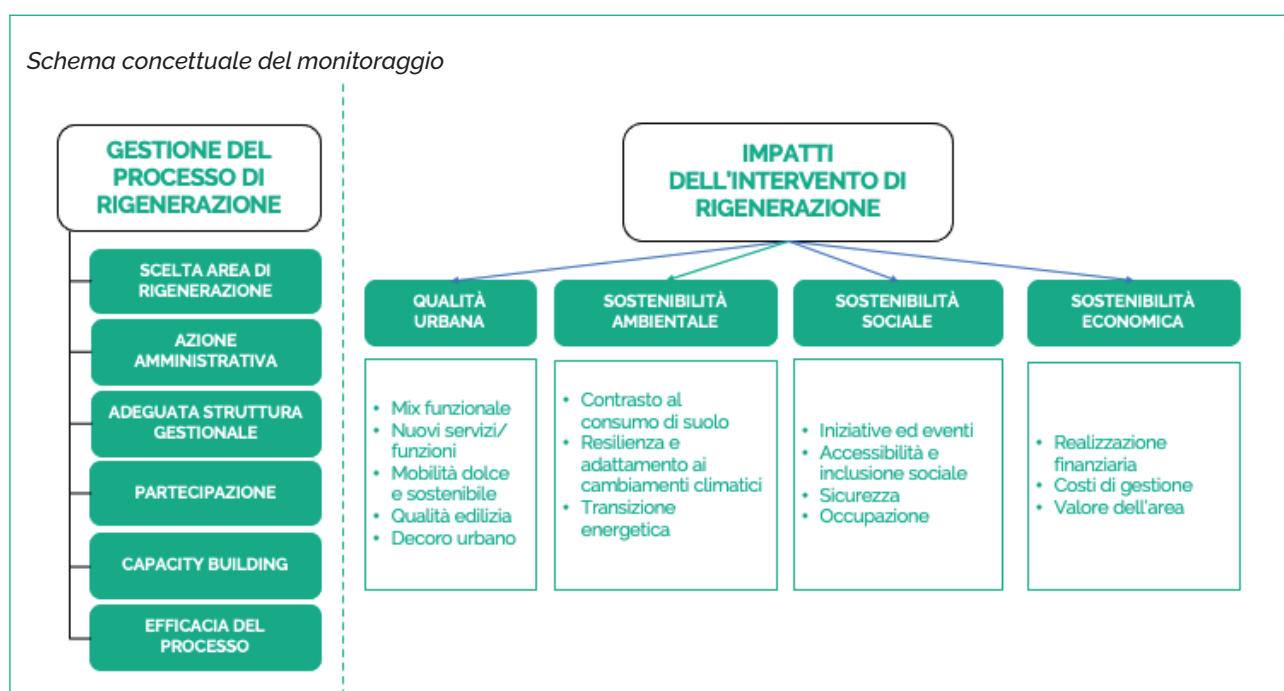 Schema concettuale del monitoraggio
GESTIONE DEL
PROCESSO DI
RIGENERAZIONE
SCELTA AREA DI
RIGENERAZIONE
AZIONE
AMMINISTRATIVA
ADEGUATA STRUTTURA
GESTIONALE
PARTECIPAZIONE
CAPACITY BUILDING
EFFICACIA DEL
PROCESSO
IMPATTI
DELL'INTERVENTO DI
RIGENERAZIONE
QUALITÀ
URBANA
• Mix funzionale
• Nuovi servizi/
funzioni
• Mobilità dolce
e sostenibile
• Qualità edilizia
• Decoro urbano
SOSTENIBILITÀ
AMBIENTALE
• Contrasto al
consumo di suolo
• Resilienza e
adattamento ai
cambiamenti climatici
• Transizione
energetica
SOSTENIBILITÀ
SOCIALE
• Iniziative ed eventi
• Accessibilità e
inclusione sociale
• Sicurezza
• Occupazione
SOSTENIBILITÀ
ECONOMICA
• Realizzazione
finanziaria
• Costi di gestione
• Valore dell'area